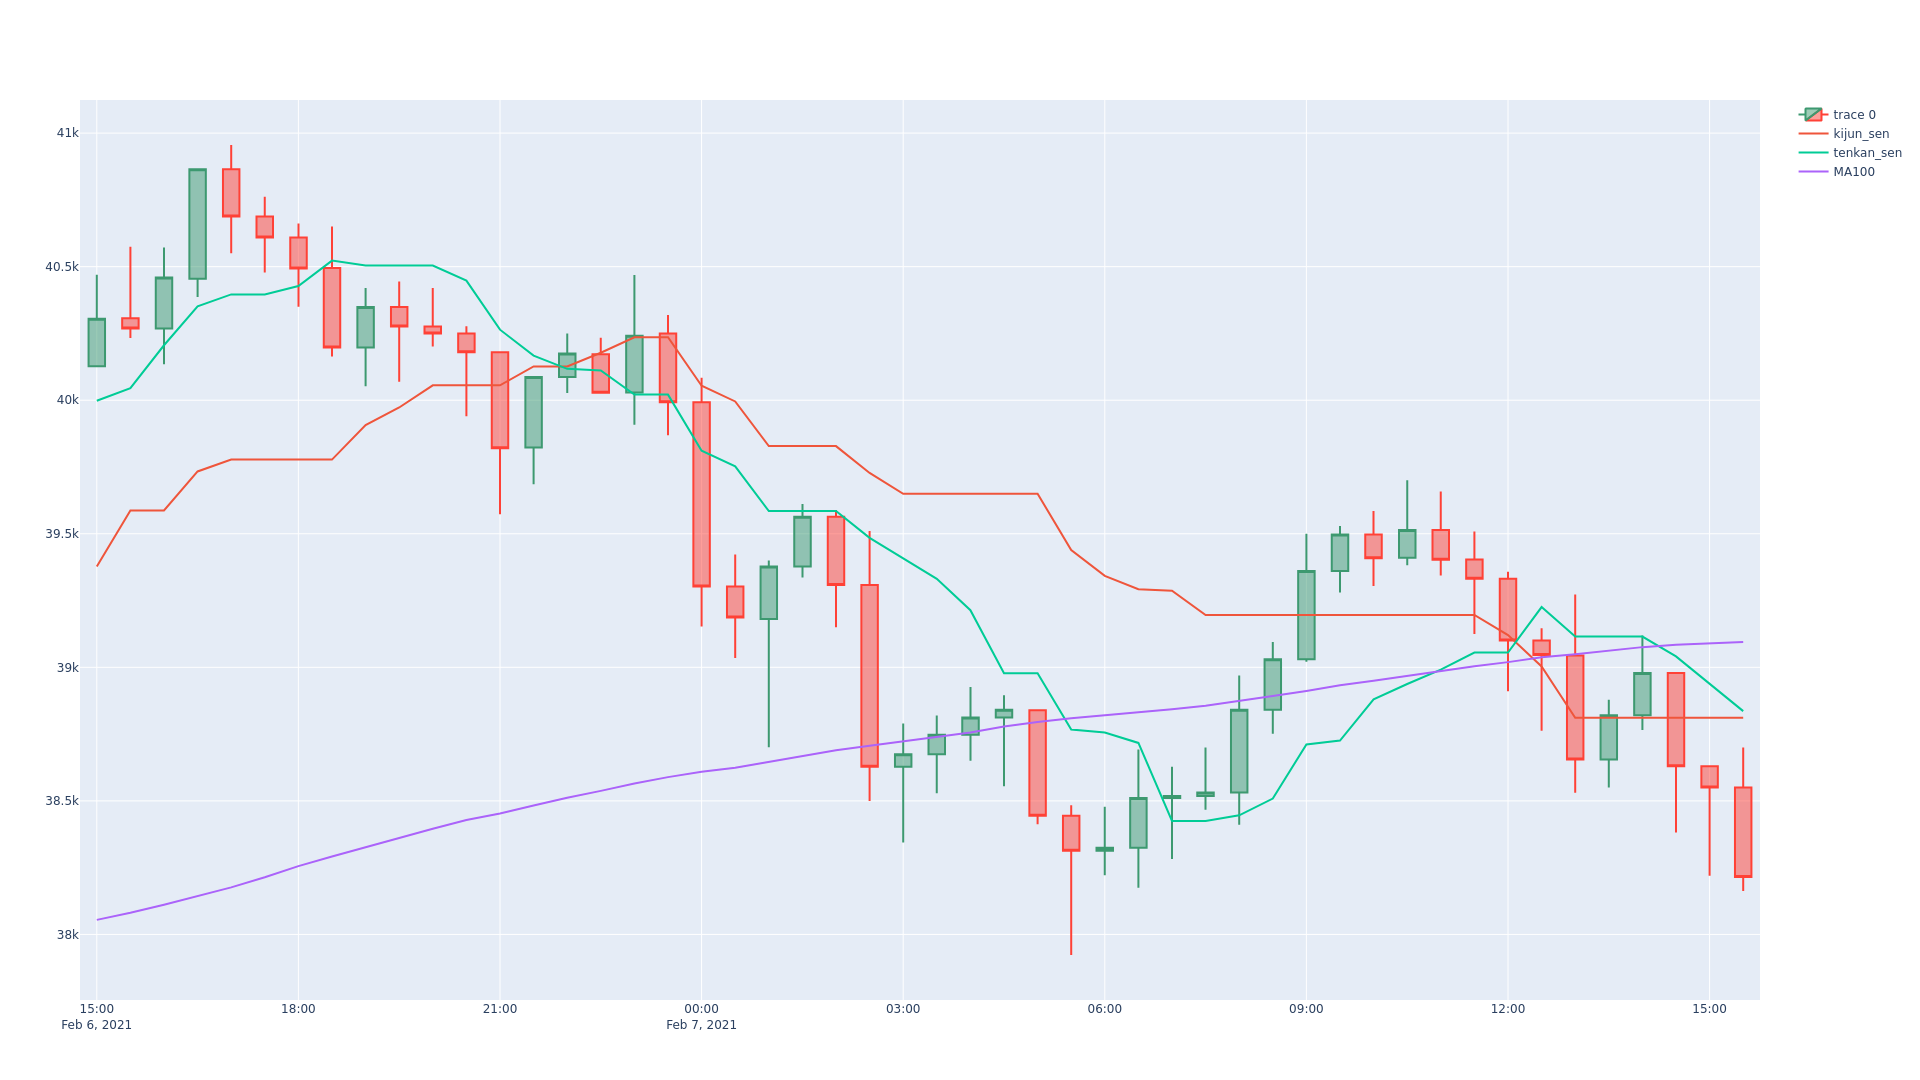 41k
40.5k
40k
39.5k
39k
38.5k
38k
15:00
Feb 6, 2021
18:00
21:00
00:00
Feb 7, 2021
03:00
06:00
09:00
12:00
15:00
trace 0
kijun_sen
tenkan_sen
MA100